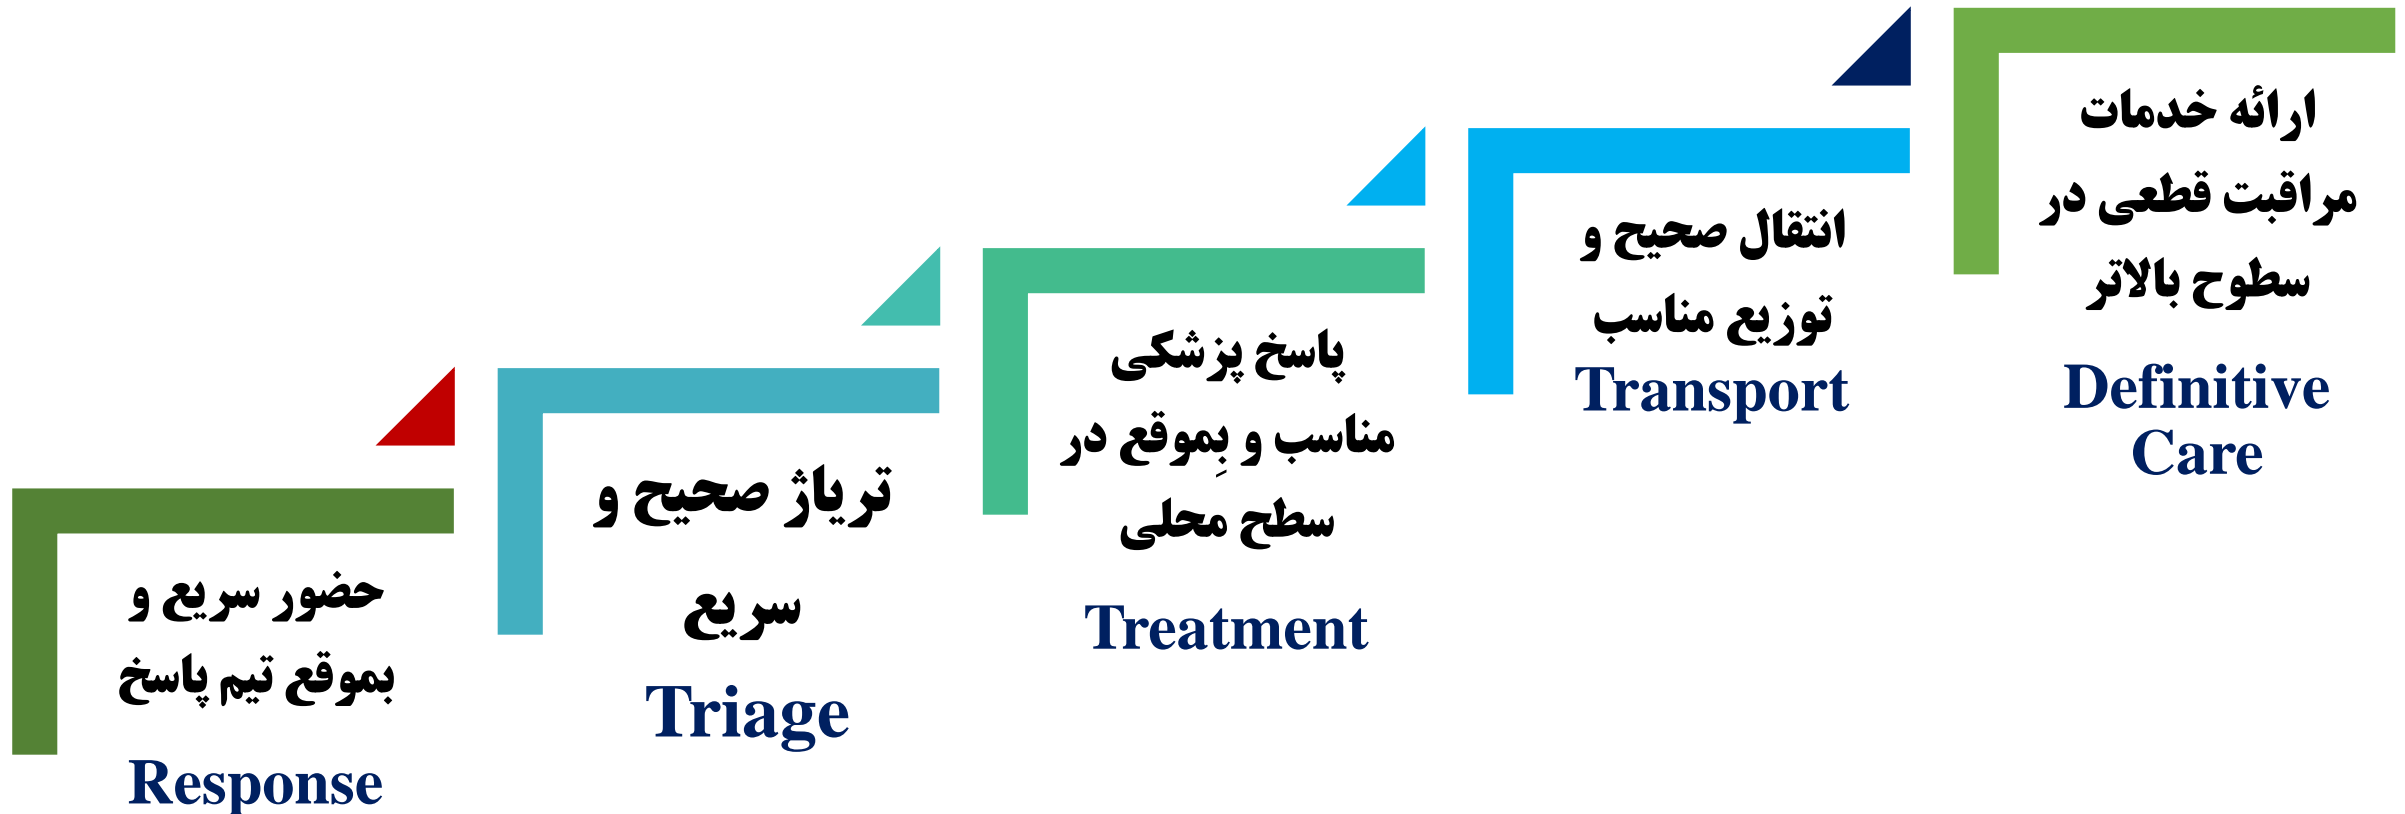 حضور سریع و
بموقع تیم پاسخ
Response
تریاژ صحیح و
سریع
Triage
پاسخ پزشکی
مناسب و بِموقع در
سطح محلی
Treatment
انتقال صحیح و
توزیع مناسب
Transport
ارائه خدمات
مراقبت قطعی در
سطوح بالاتر
Definitive
Care